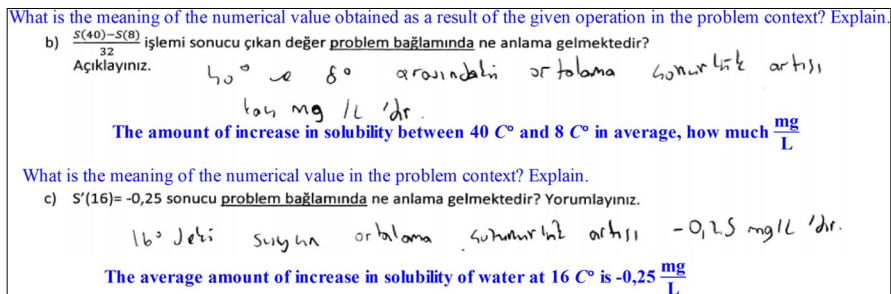 What is the meaning of the numerical value obtained as a result of the given operation in the problem context? Explain.
b) S(40)−S(8)/32 işlemi sonucu çıkan değer problem bağlamında ne anlama gelmektedir?
Açıklayınız.
40° ve 8° arasındaki ortalama çözünürlük artışı
kaç mg /L 'dir.
The amount of increase in solubility between 40 C° and 8 C° in average, how much mg/L
What is the meaning of the numerical value in the problem context? Explain.
c) S'(16)= -0,25 sonucu problem bağlamında ne anlama gelmektedir? Yorumlayınız.
16° deki suyun ortalama çözünürlük artışı -0,25 mg/L 'dir.
The average amount of increase in solubility of water at 16 C° is -0,25 mg/L